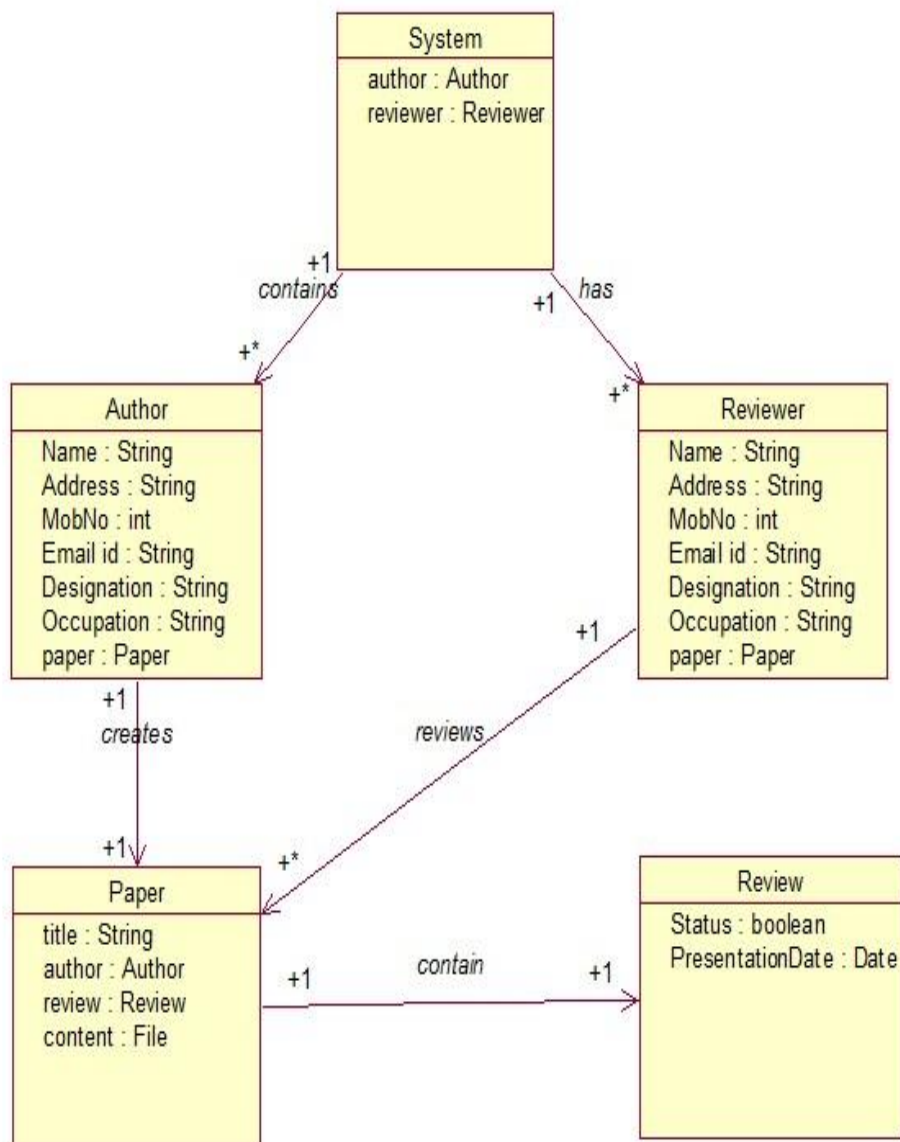 System
author : Author
reviewer : Reviewer
+1
contains
+*
+1
has
+*
Author
Name : String
Address : String
MobNo : int
Email id : String
Designation : String
Occupation : String
paper : Paper
Reviewer
Name : String
Address : String
MobNo : int
Email id : String
Designation : String
Occupation : String
paper : Paper
+1
creates
+1
+1
reviews
+*
Paper
title : String
author : Author
review : Review
content : File
+1
contain
+1
Review
Status : boolean
PresentationDate : Date